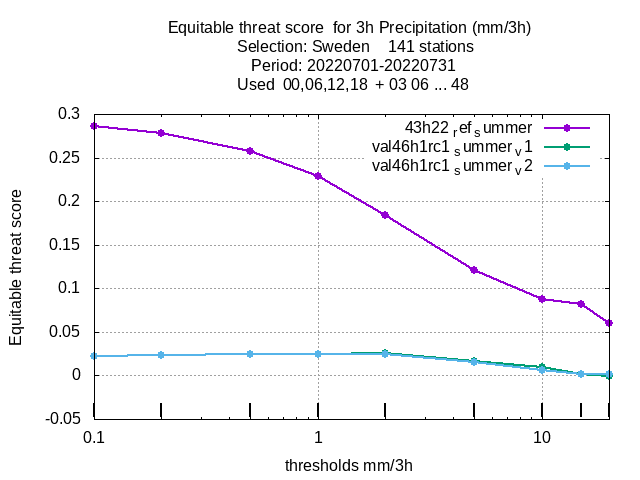 Equitable threat score  for 3h Precipitation (mm/3h)
Selection: Sweden    141 stations
Period: 20220701-20220731
Used  00,06,12,18  + 03 06 ... 48
43h22 ref summer
val46h1rc1 summer v1
val46h1rc1 summer v2
0.3
0.25
0.2
0.15
0.1
0.05
0
-0.05
Equitable threat score
0.1
1
10
thresholds mm/3h